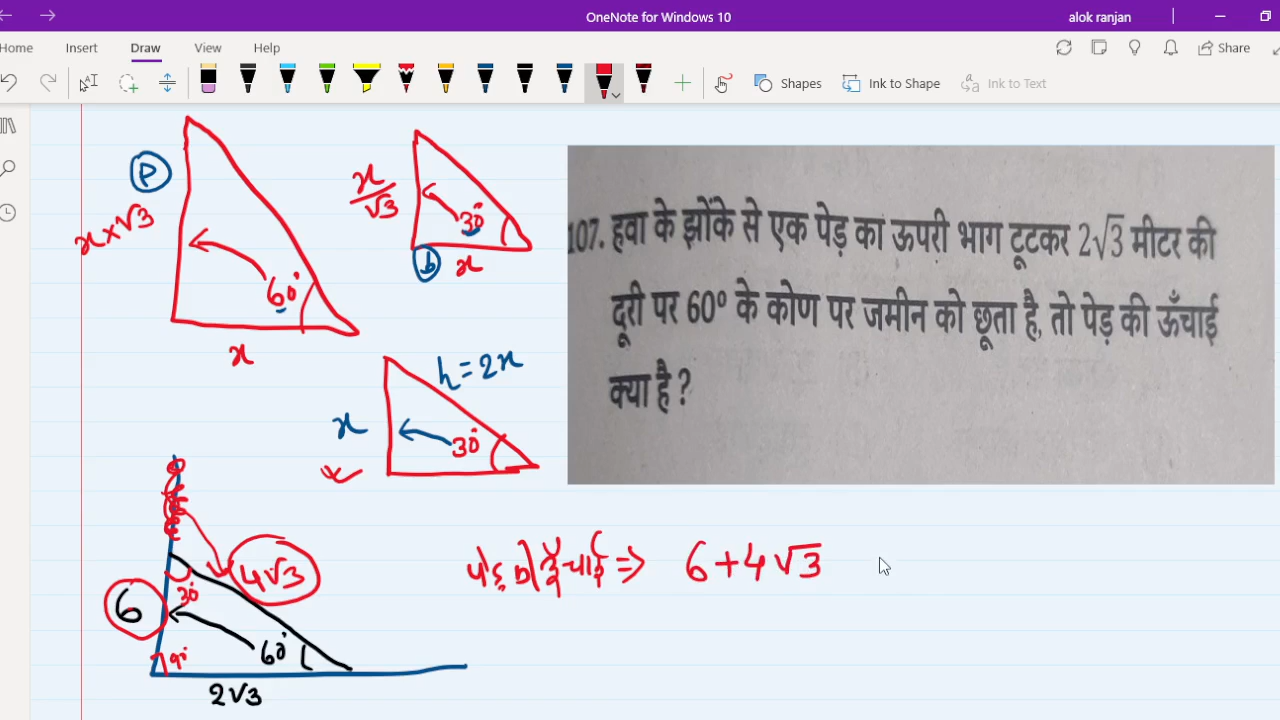 OneNote for Windows 10
alok ranjan
Home Insert Draw View Help
Share
Shapes
Ink to Shape
Ink to Text
P
x×√3
60°
x
x/√3
30°
b
x
h=2x
x
30°
107. हवा के झोंके से एक पेड़ का ऊपरी भाग टूटकर 2√3 मीटर की
दूरी पर 60° के कोण पर जमीन को छूता है, तो पेड़ की ऊँचाई
क्या है ?
4√3
30°
6
60°
90°
2√3
⇒ 6+4√3